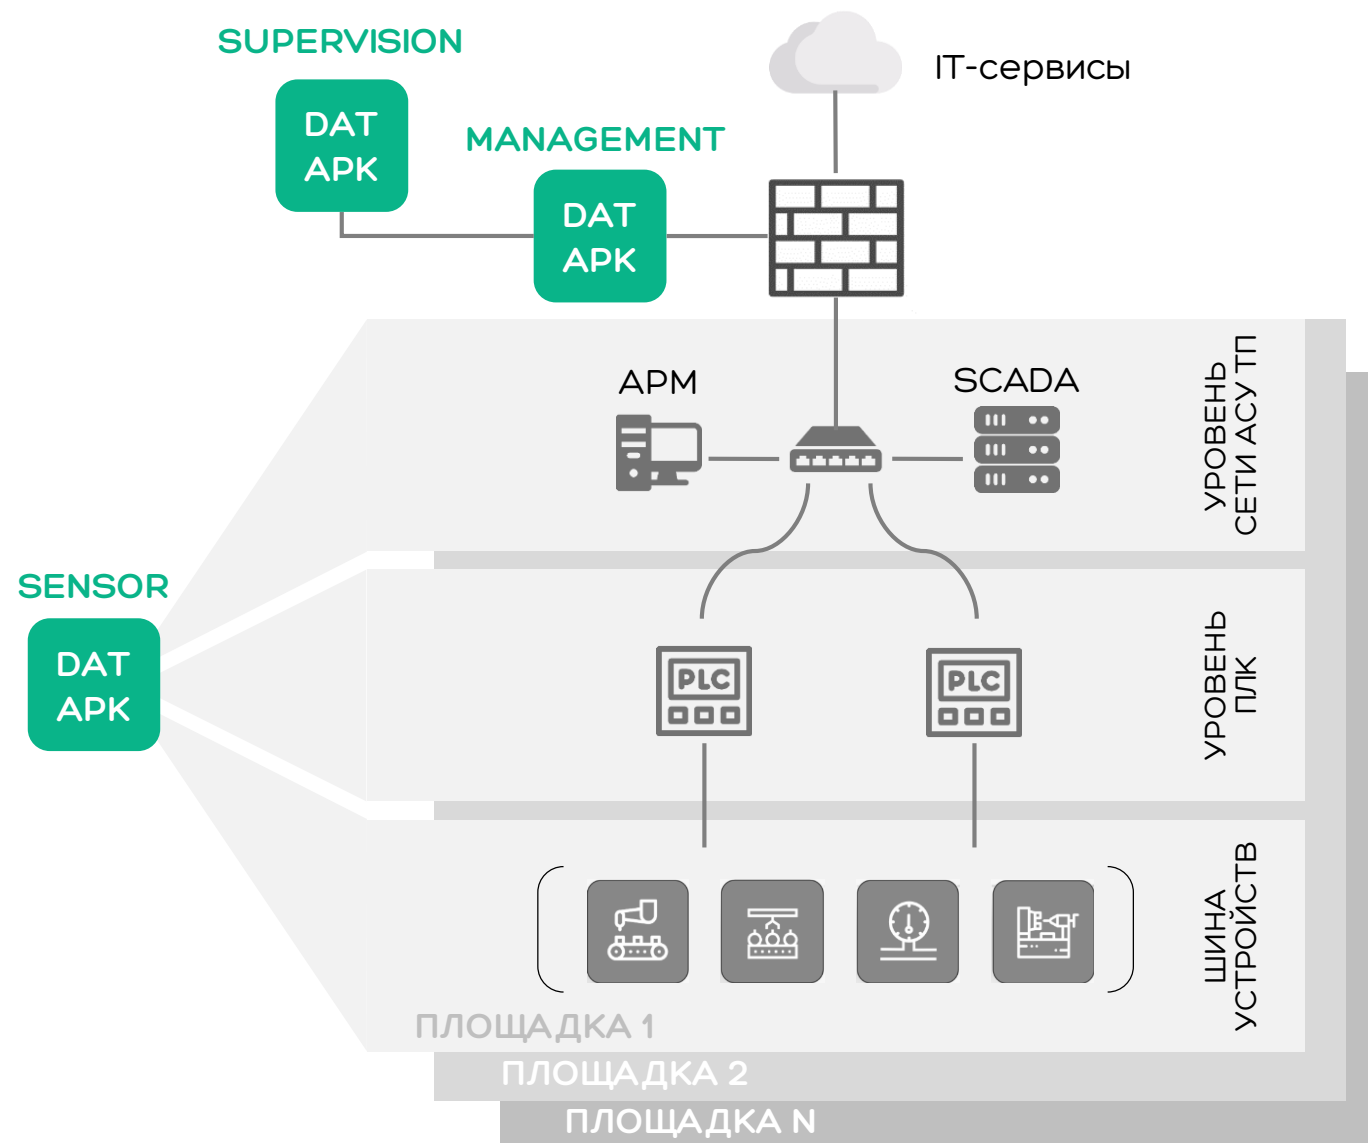 SUPERVISION
DAT
APK
MANAGEMENT
DAT
APK
IT-сервисы
АРМ
SCADA
УРОВЕНЬ
СЕТИ АСУ ТП
SENSOR
DAT
APK
PLC
PLC
УРОВЕНЬ
ПЛК
ШИНА
УСТРОЙСТВ
ПЛОЩАДКА 1
ПЛОЩАДКА 2
ПЛОЩАДКА N